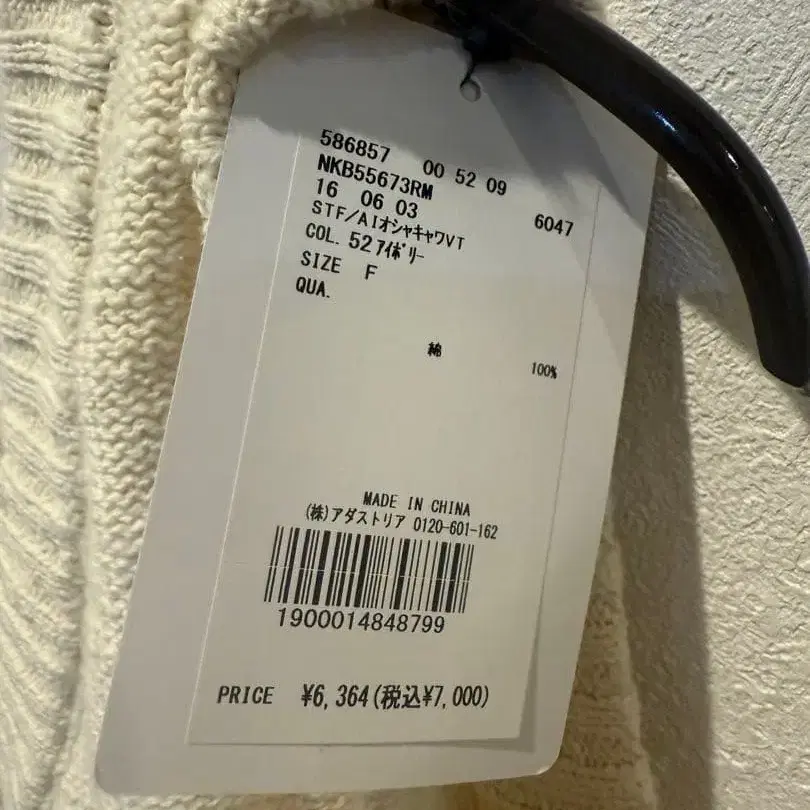 586857 00 52 09
NKB55673RM 6047
16 06 03
STF/AIオシャキャワVT
COL. 52 ｱｲﾎﾞﾘｰ
SIZE F
QUA.
綿 100%
MADE IN CHINA
(株)アダストリア 0120-601-162
1900014848799
PRICE ¥6,364(税込¥7,000)